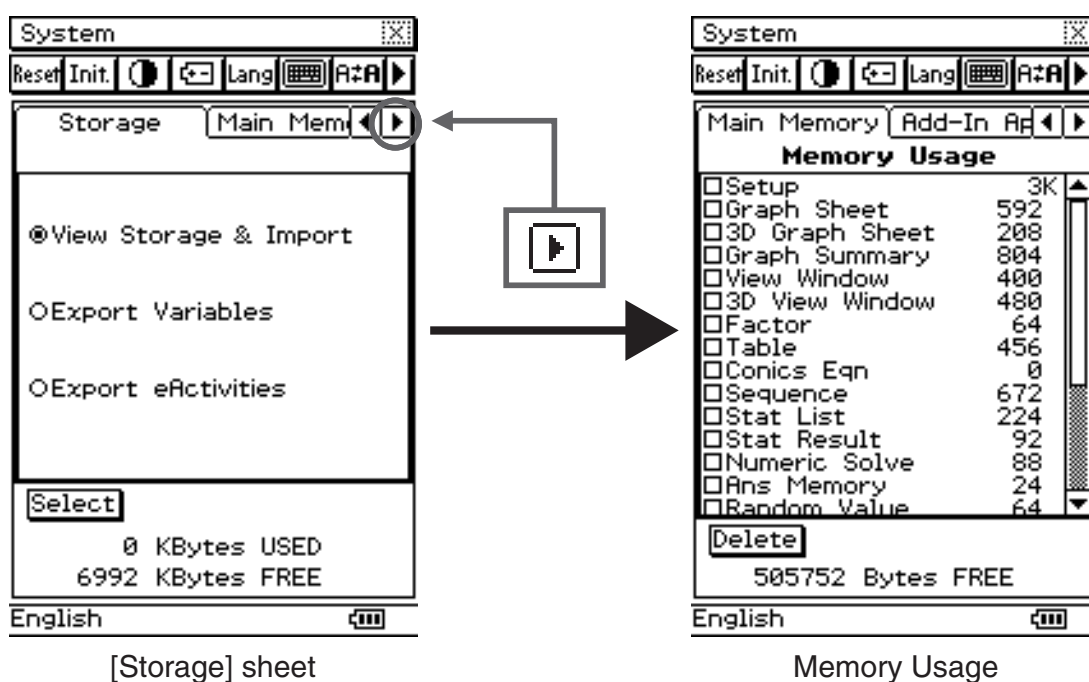 System
Reset Init. Lang A⇄A
Storage Main Mem
View Storage & Import
Export Variables
Export eActivities
Select
0 KBytes USED
6992 KBytes FREE
English
[Storage] sheet
System
Reset Init. Lang A⇄A
Main Memory Add-In Ap
Memory Usage
Setup 3K
Graph Sheet 592
3D Graph Sheet 208
Graph Summary 804
View Window 400
3D View Window 480
Factor 64
Table 456
Conics Eqn 0
Sequence 672
Stat List 224
Stat Result 92
Numeric Solve 88
Ans Memory 24
Random Value 64
Delete
505752 Bytes FREE
English
Memory Usage